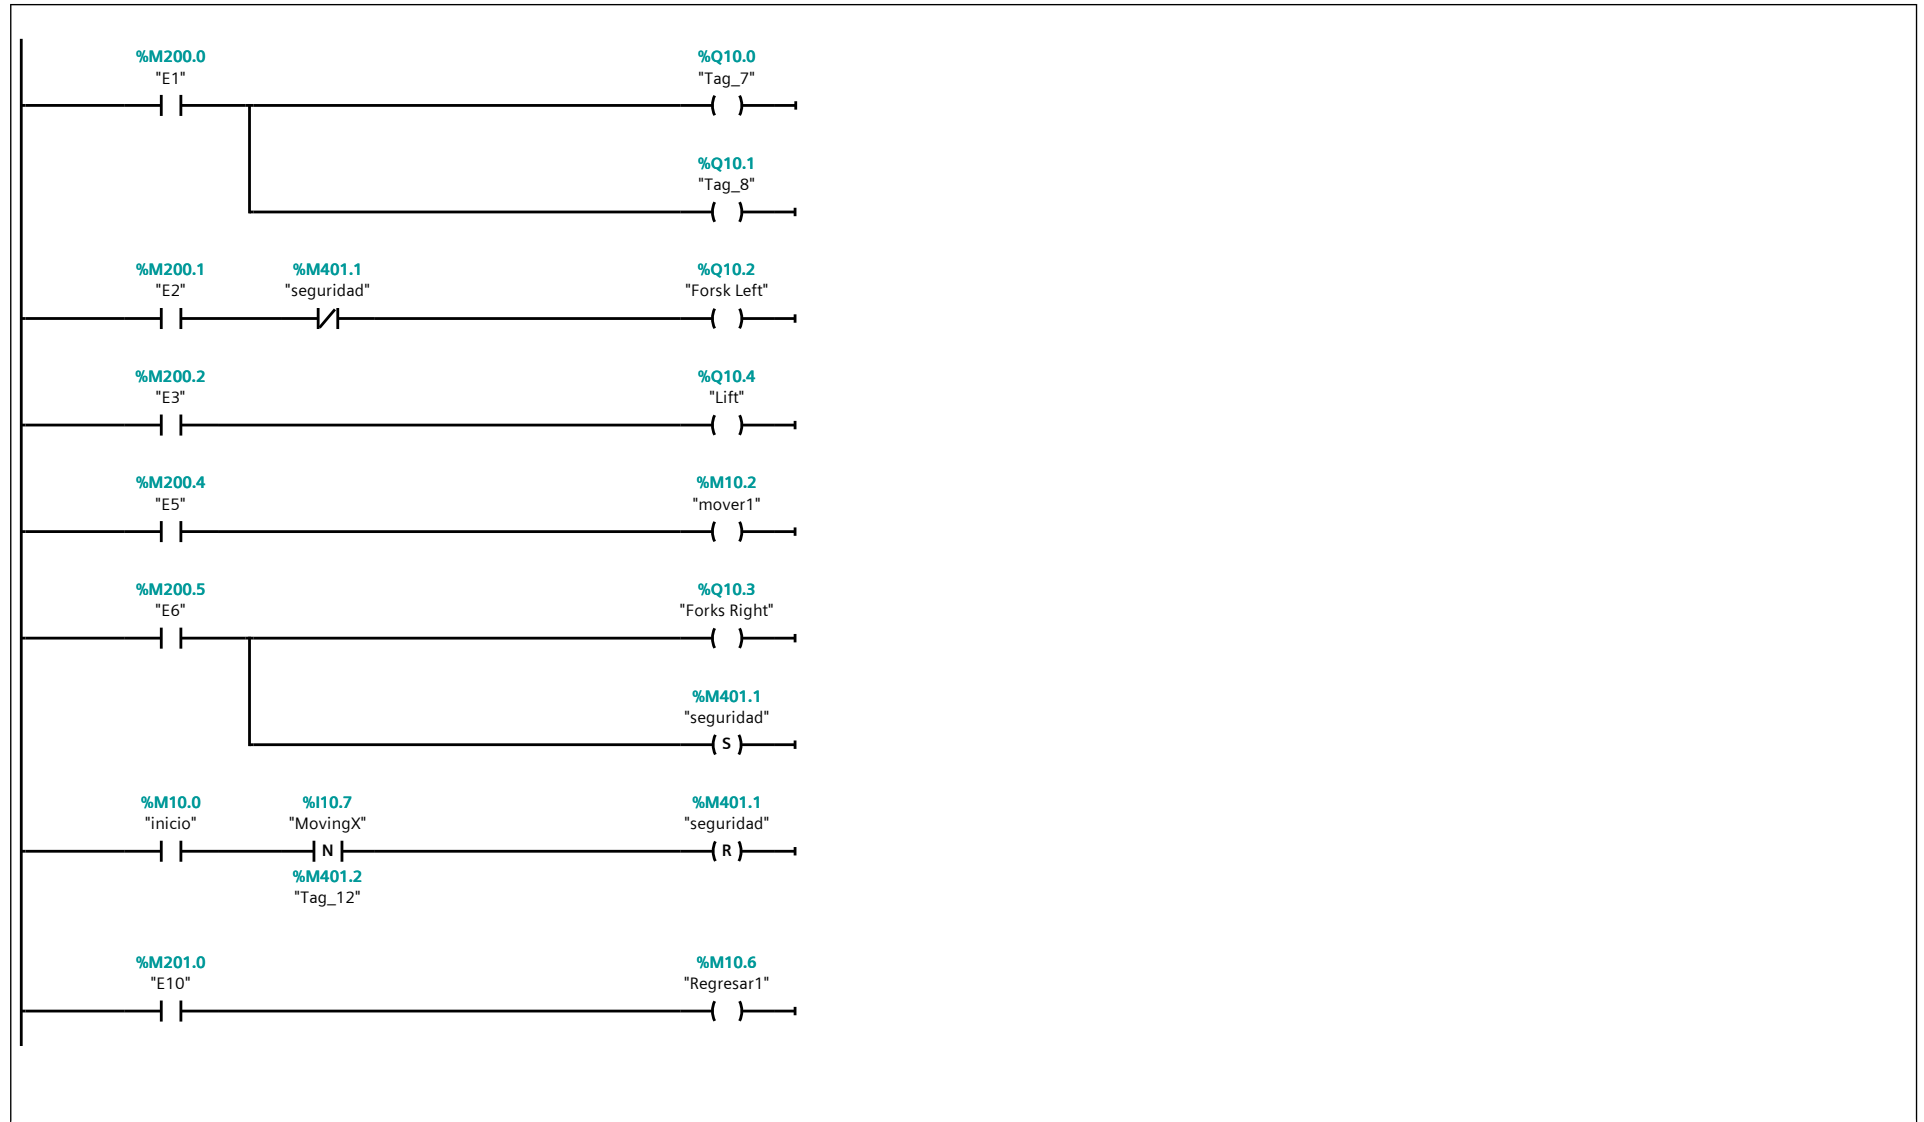 %M200.0 %Q10.0
"E1" "Tag_7"
%Q10.1
"Tag_8"
%M200.1 %M401.1 %Q10.2
"E2" "seguridad" "Forsk Left"
%M200.2 %Q10.4
"E3" "Lift"
%M200.4 %M10.2
"E5" "mover1"
%M200.5 %Q10.3
"E6" "Forks Right"
%M401.1
"seguridad"
S
%M10.0 %I10.7 %M401.1
"inicio" "MovingX" "seguridad"
N R
%M401.2
"Tag_12"
%M201.0 %M10.6
"E10" "Regresar1"